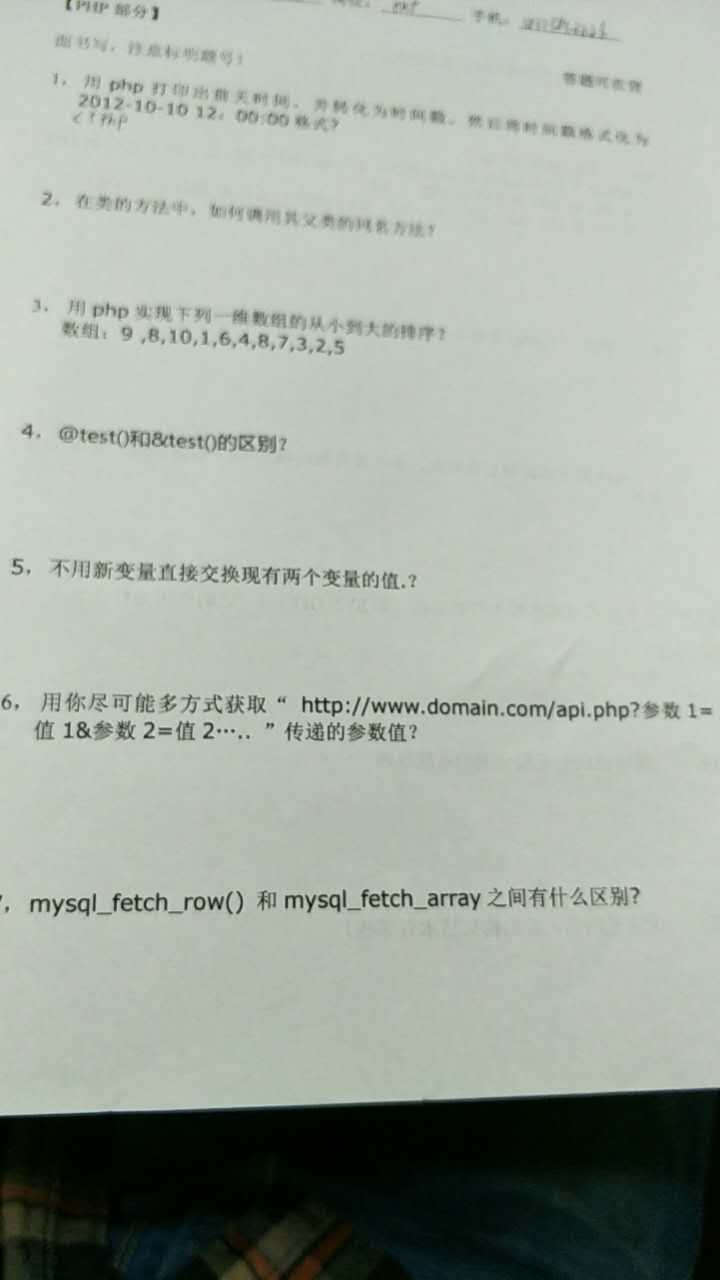 【PHP 部分】
手机：
面书写，注意标明题号！
答题可在背
1， 用 php 打印出前天时间，并转化为时间戳，然后将时间戳格式化为
2012-10-10 12：00:00 格式？
<?php
2，在类的方法中，如何调用其父类的同名方法？
3， 用 php 实现下列一维数组的从小到大的排序？
数组：9 ,8,10,1,6,4,8,7,3,2,5
4， @test()和&test()的区别？
5， 不用新变量直接交换现有两个变量的值.？
6， 用你尽可能多方式获取“ http://www.domain.com/api.php?参数 1=
值 1&参数 2=值 2….. ”传递的参数值？
， mysql_fetch_row() 和 mysql_fetch_array 之间有什么区别?